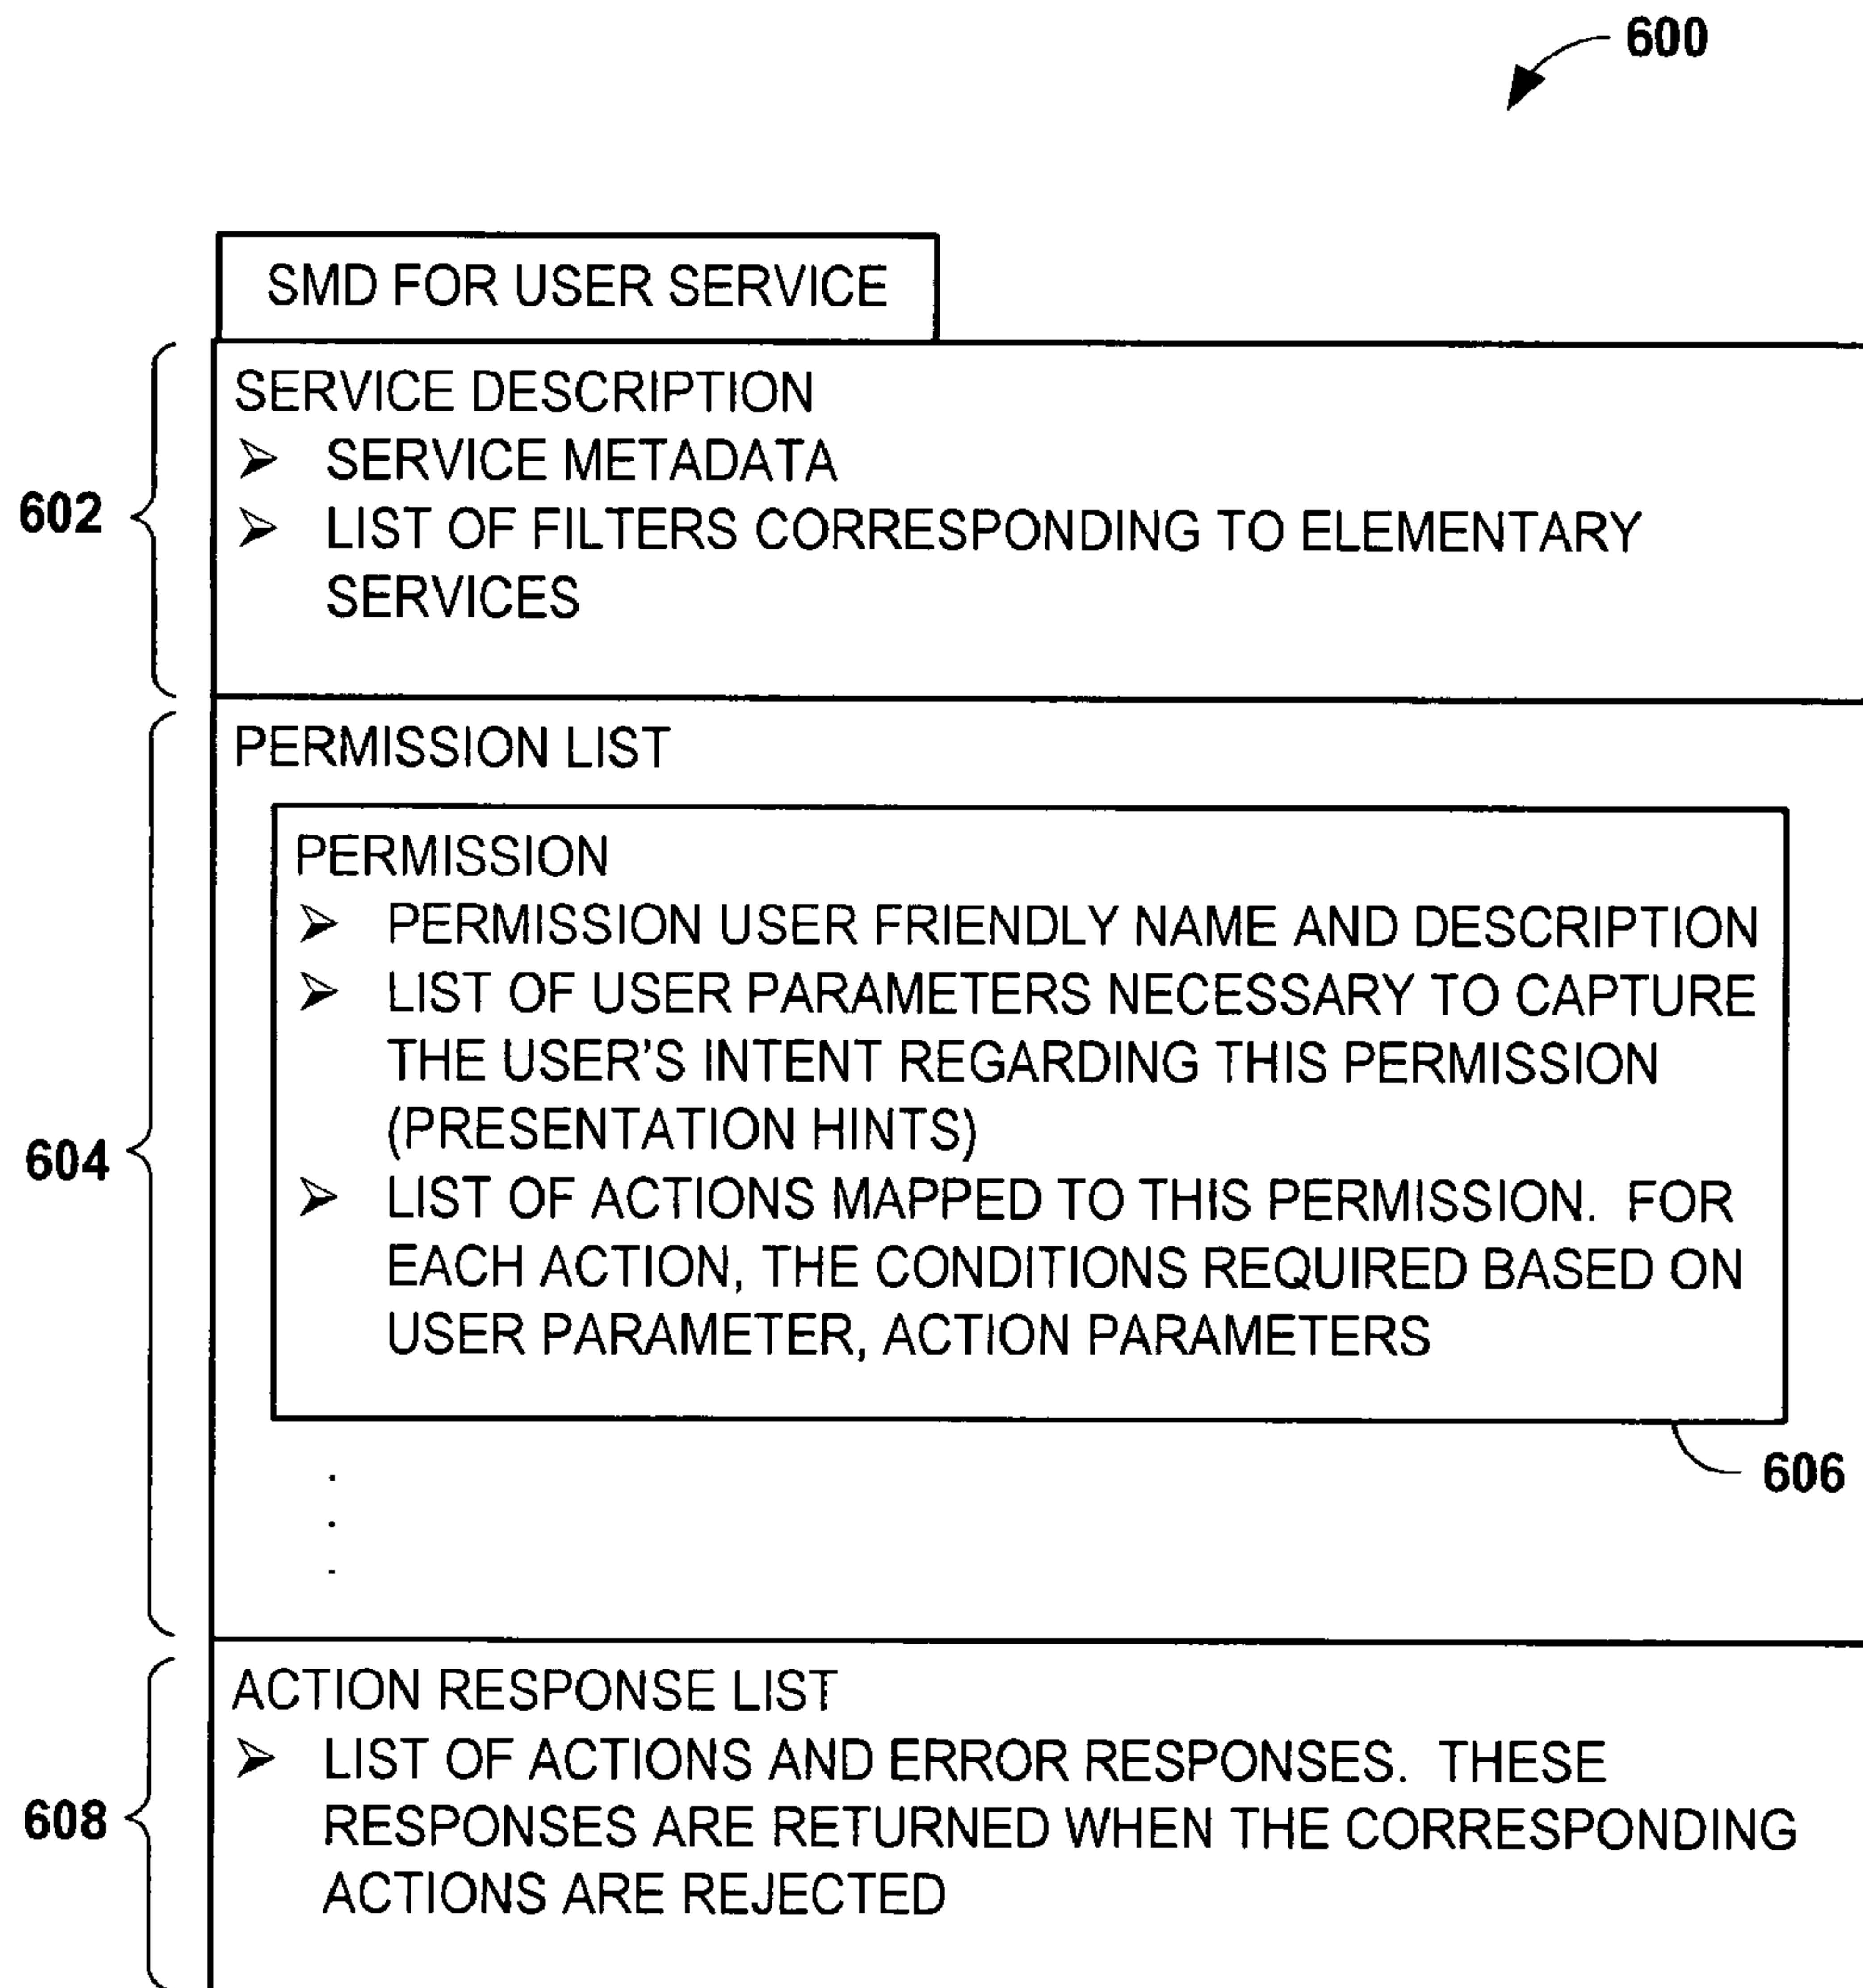 600
SMD FOR USER SERVICE
SERVICE DESCRIPTION
➢ SERVICE METADATA
602
➢ LIST OF FILTERS CORRESPONDING TO ELEMENTARY
SERVICES
PERMISSION LIST
PERMISSION
➢ PERMISSION USER FRIENDLY NAME AND DESCRIPTION
➢ LIST OF USER PARAMETERS NECESSARY TO CAPTURE
THE USER'S INTENT REGARDING THIS PERMISSION
(PRESENTATION HINTS)
604
➢ LIST OF ACTIONS MAPPED TO THIS PERMISSION. FOR
EACH ACTION, THE CONDITIONS REQUIRED BASED ON
USER PARAMETER, ACTION PARAMETERS
606
.
.
.
ACTION RESPONSE LIST
➢ LIST OF ACTIONS AND ERROR RESPONSES. THESE
608
RESPONSES ARE RETURNED WHEN THE CORRESPONDING
ACTIONS ARE REJECTED